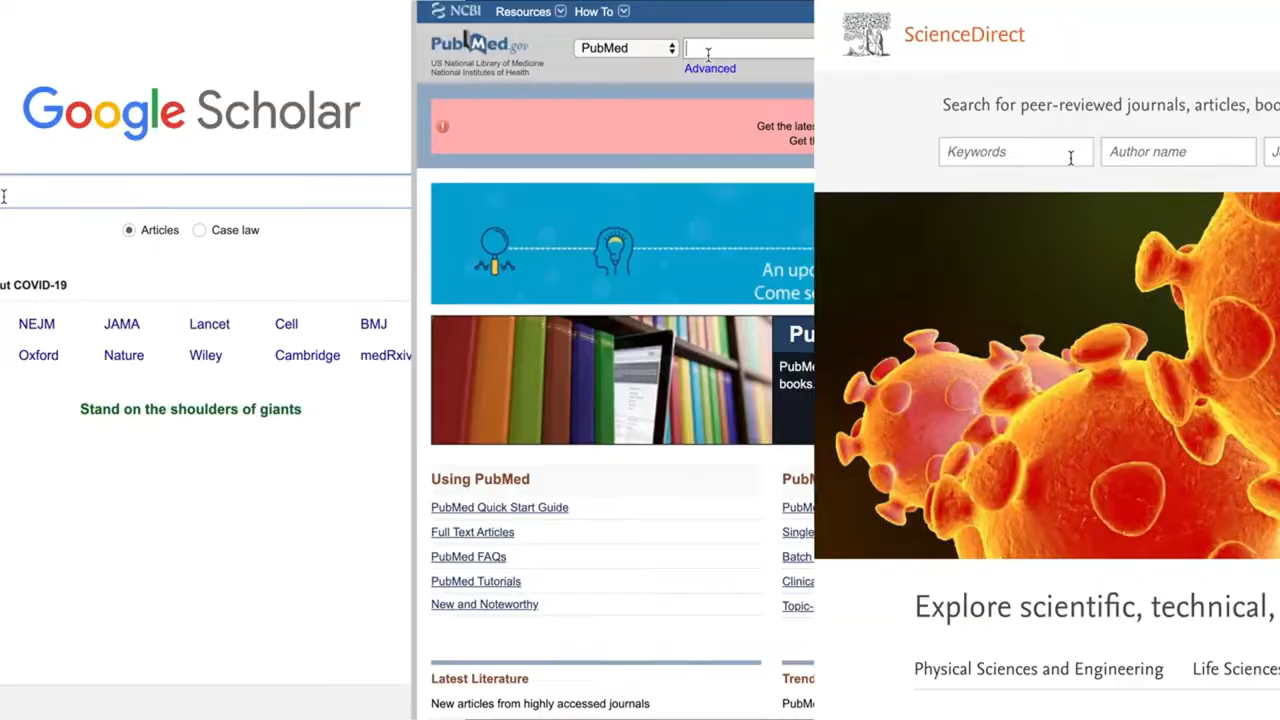 Google Scholar
Articles
Case law
ut COVID-19
NEJM JAMA Lancet Cell BMJ
Oxford Nature Wiley Cambridge medRxiv
Stand on the shoulders of giants
NCBI Resources How To
PubMed.gov
US National Library of Medicine
National Institutes of Health
PubMed
Advanced
Get the lates
Get th
An upd
Come se
Pu
PubMe
books.
Using PubMed
PubMed Quick Start Guide
Full Text Articles
PubMed FAQs
PubMed Tutorials
New and Noteworthy
PubM
PubMe
Single
Batch
Clinica
Topic-
Latest Literature
New articles from highly accessed journals
Trend
PubMe
ScienceDirect
Search for peer-reviewed journals, articles, boo
Keywords
Author name
Explore scientific, technical,
Physical Sciences and Engineering
Life Sciences